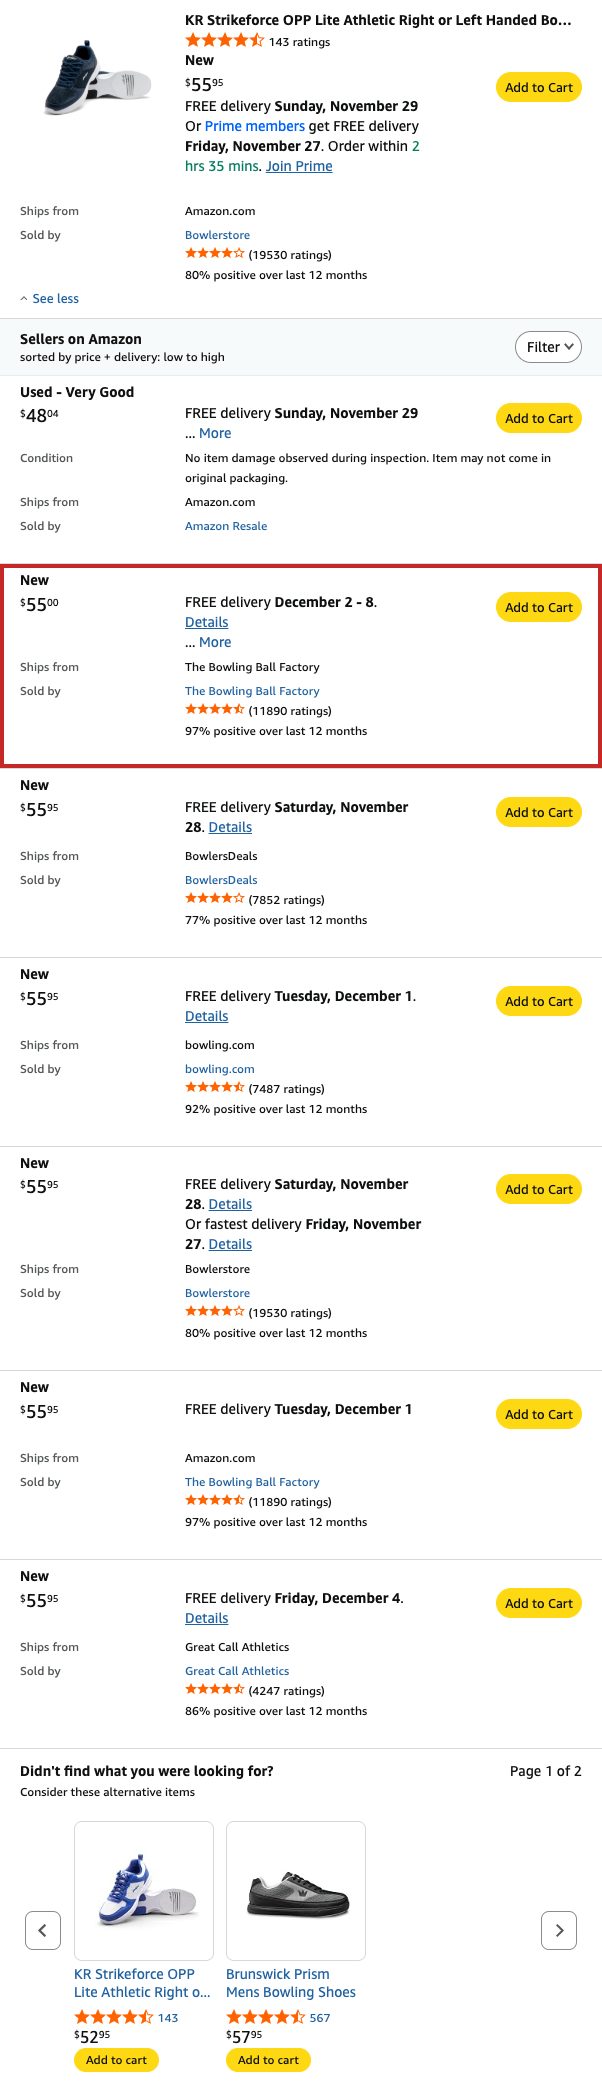 KR Strikeforce OPP Lite Athletic Right or Left Handed Bo...
143 ratings
New
$55 95
Add to Cart
FREE delivery Sunday, November 29
Or Prime members get FREE delivery
Friday, November 27. Order within 2
hrs 35 mins. Join Prime
Ships from Amazon.com
Sold by Bowlerstore
(19530 ratings)
80% positive over last 12 months
See less
Sellers on Amazon
sorted by price + delivery: low to high
Filter
Used - Very Good
$48 04 FREE delivery Sunday, November 29 Add to Cart
... More
Condition No item damage observed during inspection. Item may not come in
original packaging.
Ships from Amazon.com
Sold by Amazon Resale
New
$55 00 FREE delivery December 2 - 8. Add to Cart
Details
... More
Ships from The Bowling Ball Factory
Sold by The Bowling Ball Factory
(11890 ratings)
97% positive over last 12 months
New
$55 95 FREE delivery Saturday, November Add to Cart
28. Details
Ships from BowlersDeals
Sold by BowlersDeals
(7852 ratings)
77% positive over last 12 months
New
$55 95 FREE delivery Tuesday, December 1. Add to Cart
Details
Ships from bowling.com
Sold by bowling.com
(7487 ratings)
92% positive over last 12 months
New
$55 95 FREE delivery Saturday, November Add to Cart
28. Details
Or fastest delivery Friday, November
27. Details
Ships from Bowlerstore
Sold by Bowlerstore
(19530 ratings)
80% positive over last 12 months
New
$55 95 FREE delivery Tuesday, December 1 Add to Cart
Ships from Amazon.com
Sold by The Bowling Ball Factory
(11890 ratings)
97% positive over last 12 months
New
$55 95 FREE delivery Friday, December 4. Add to Cart
Details
Ships from Great Call Athletics
Sold by Great Call Athletics
(4247 ratings)
86% positive over last 12 months
Didn't find what you were looking for? Page 1 of 2
Consider these alternative items
KR Strikeforce OPP
Lite Athletic Right o...
143
$52 95
Add to cart
Brunswick Prism
Mens Bowling Shoes
567
$57 95
Add to cart